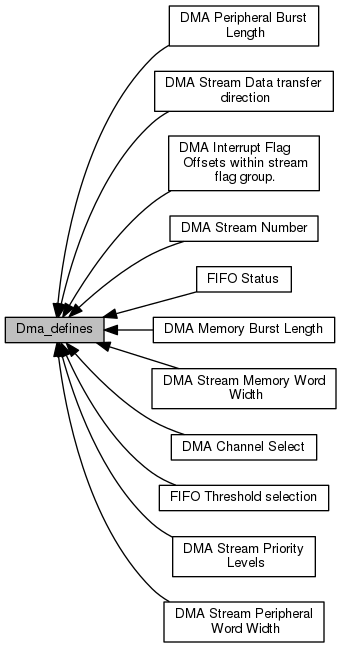 DMA Peripheral Burst
Length
DMA Stream Data transfer
direction
DMA Interrupt Flag
Offsets within stream
flag group.
DMA Stream Number
FIFO Status
Dma_defines
DMA Memory Burst Length
DMA Stream Memory Word
Width
DMA Channel Select
FIFO Threshold selection
DMA Stream Priority
Levels
DMA Stream Peripheral
Word Width